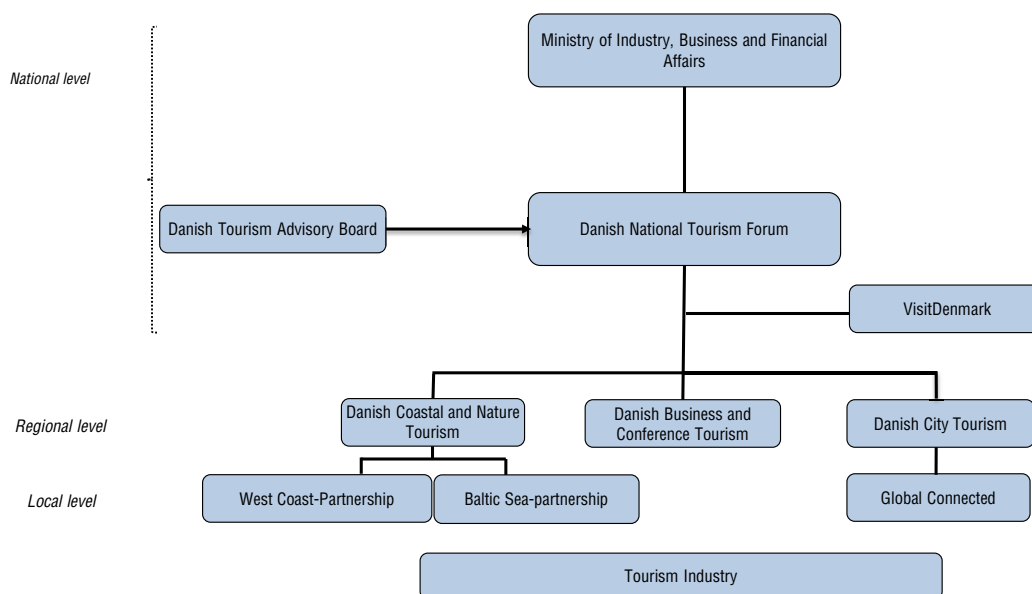 Ministry of Industry, Business and Financial
Affairs
National level
Danish Tourism Advisory Board
Danish National Tourism Forum
VisitDenmark
Regional level
Danish Coastal and Nature
Tourism
Danish Business and
Conference Tourism
Danish City Tourism
Local level
West Coast-Partnership
Baltic Sea-partnership
Global Connected
Tourism Industry